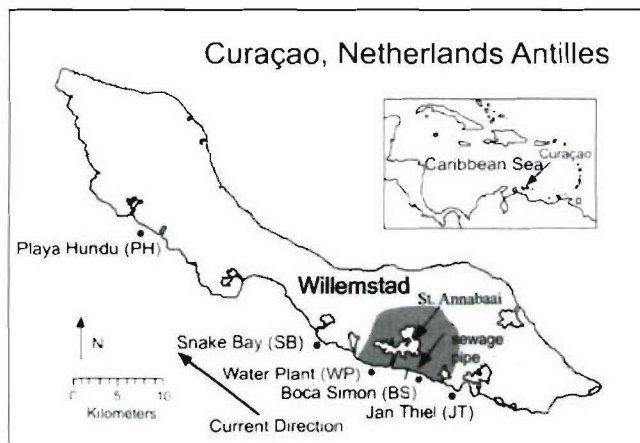 Curaçao, Netherlands Antilles
Caribbean Sea
Curaçao
Playa Hundu (PH)
Willemstad
St. Annabaai
sewage
pipe
N
Snake Bay (SB)
Water Plant (WP)
Boca Simon (BS)
Jan Thiel (JT)
0 10
Kilometers
Current Direction